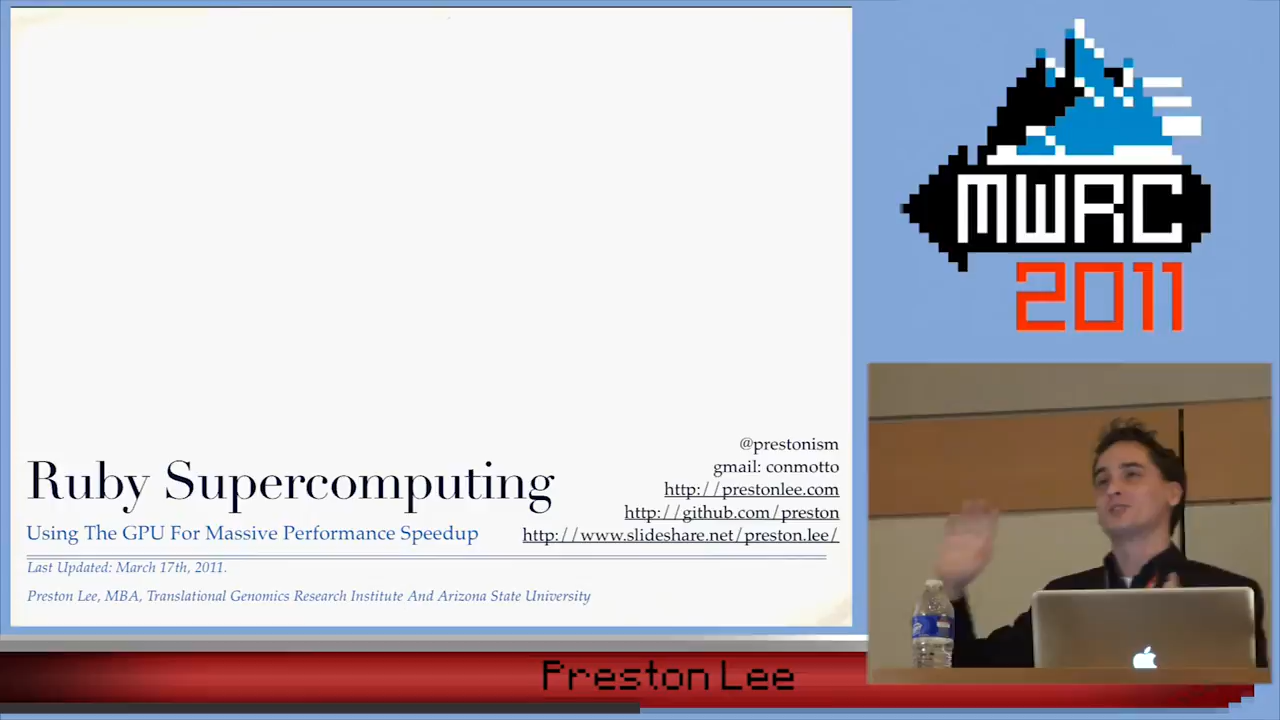 Ruby Supercomputing
Using The GPU For Massive Performance Speedup
Last Updated: March 17th, 2011.
Preston Lee, MBA, Translational Genomics Research Institute And Arizona State University
@prestonism
gmail: conmotto
http://prestonlee.com
http://github.com/preston
http://www.slideshare.net/preston.lee/
MWRC
2011
Preston Lee